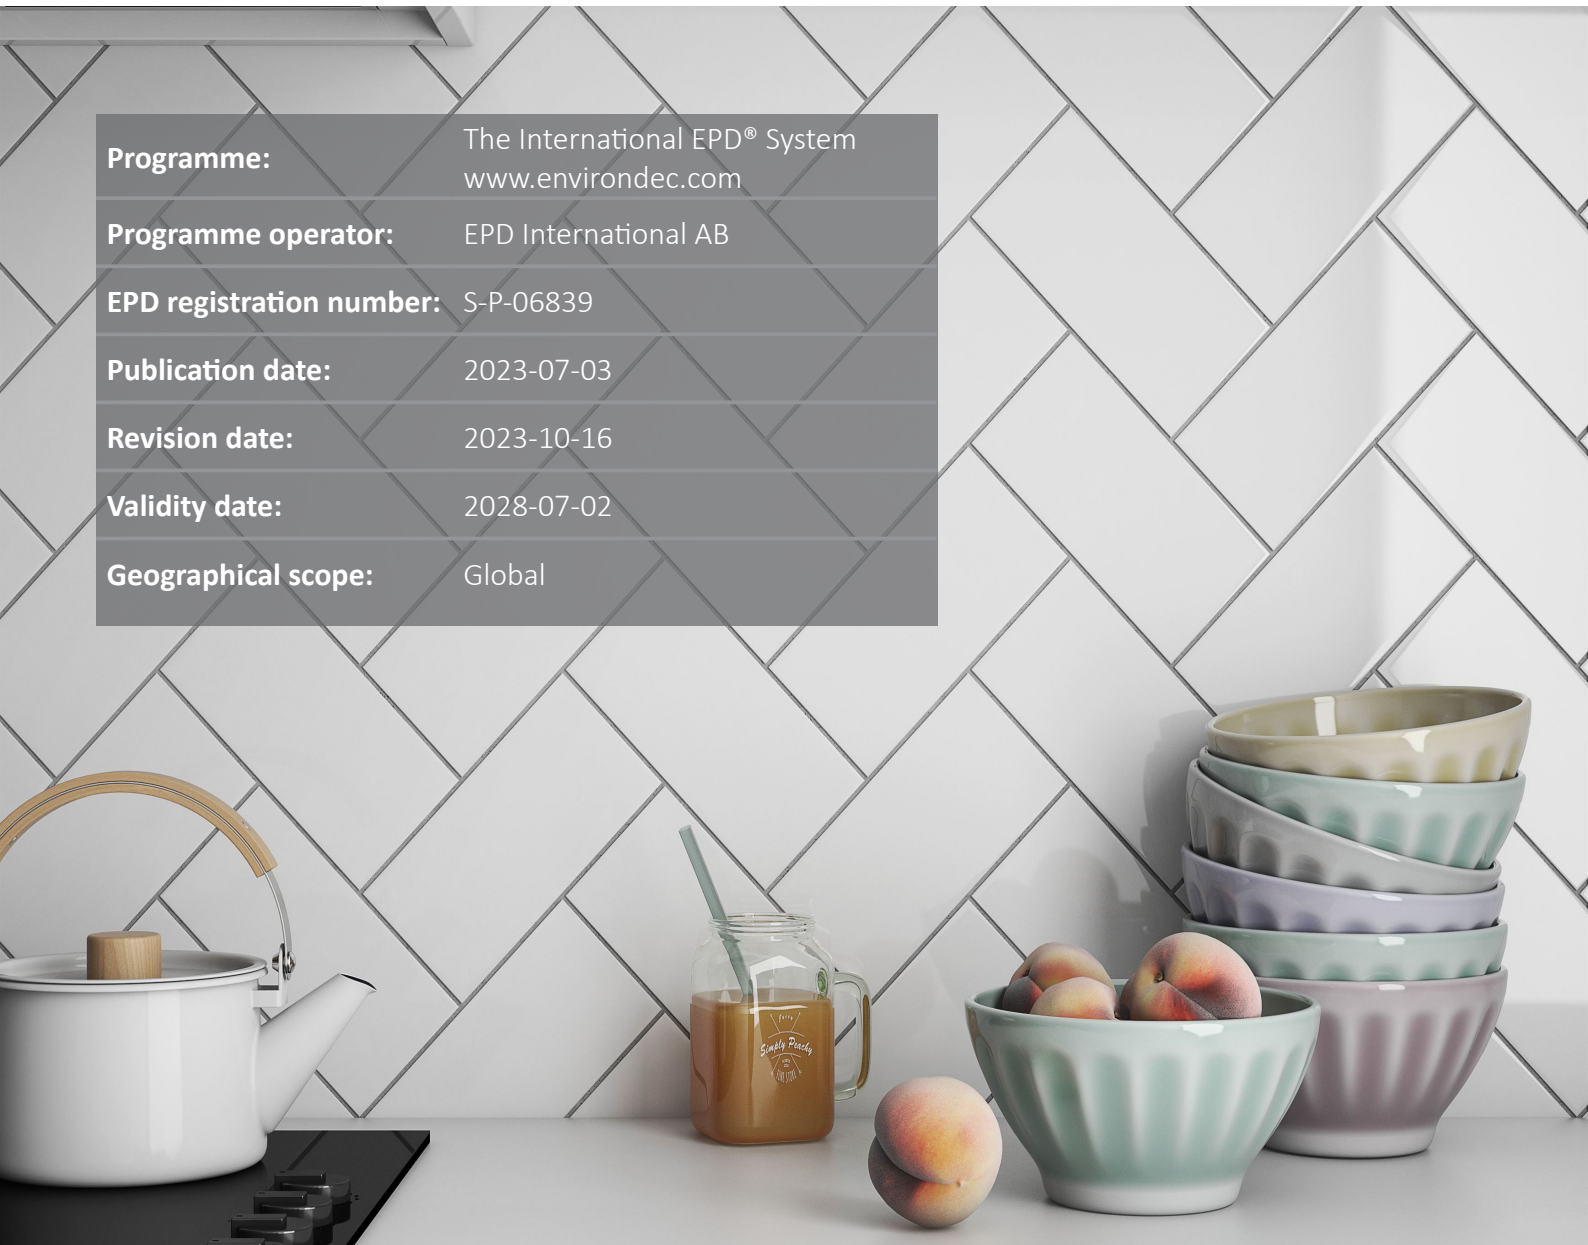 Programme: The International EPD® System
www.environdec.com
Programme operator: EPD International AB
EPD registration number: S-P-06839
Publication date: 2023-07-03
Revision date: 2023-10-16
Validity date: 2028-07-02
Geographical scope: Global
Simply Peachy